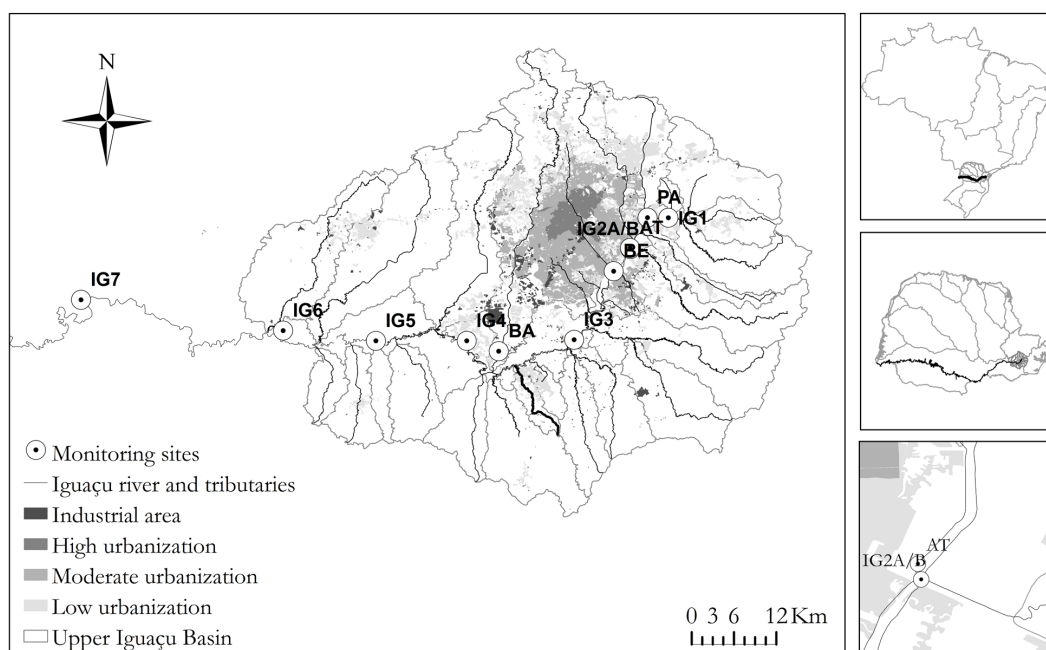 N
PA
IG1
IG2A/B
AT
BE
IG7
IG6
IG5
IG4
BA
IG3
Monitoring sites
Iguaçu river and tributaries
Industrial area
High urbanization
Moderate urbanization
Low urbanization
Upper Iguaçu Basin
0 3 6 12 Km
AT
IG2A/B